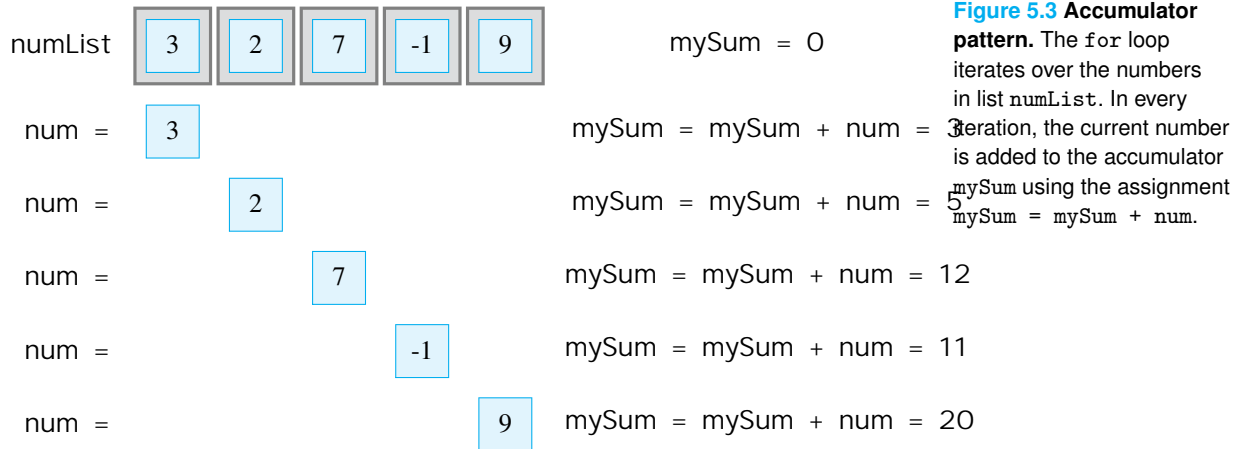 numList 3 2 7 -1 9 mySum = 0
num = 3 mySum = mySum + num = 3
num = 2 mySum = mySum + num = 5
num = 7 mySum = mySum + num = 12
num = -1 mySum = mySum + num = 11
num = 9 mySum = mySum + num = 20
Figure 5.3 Accumulator
pattern. The for loop
iterates over the numbers
in list numList. In every
iteration, the current number
is added to the accumulator
mySum using the assignment
mySum = mySum + num.